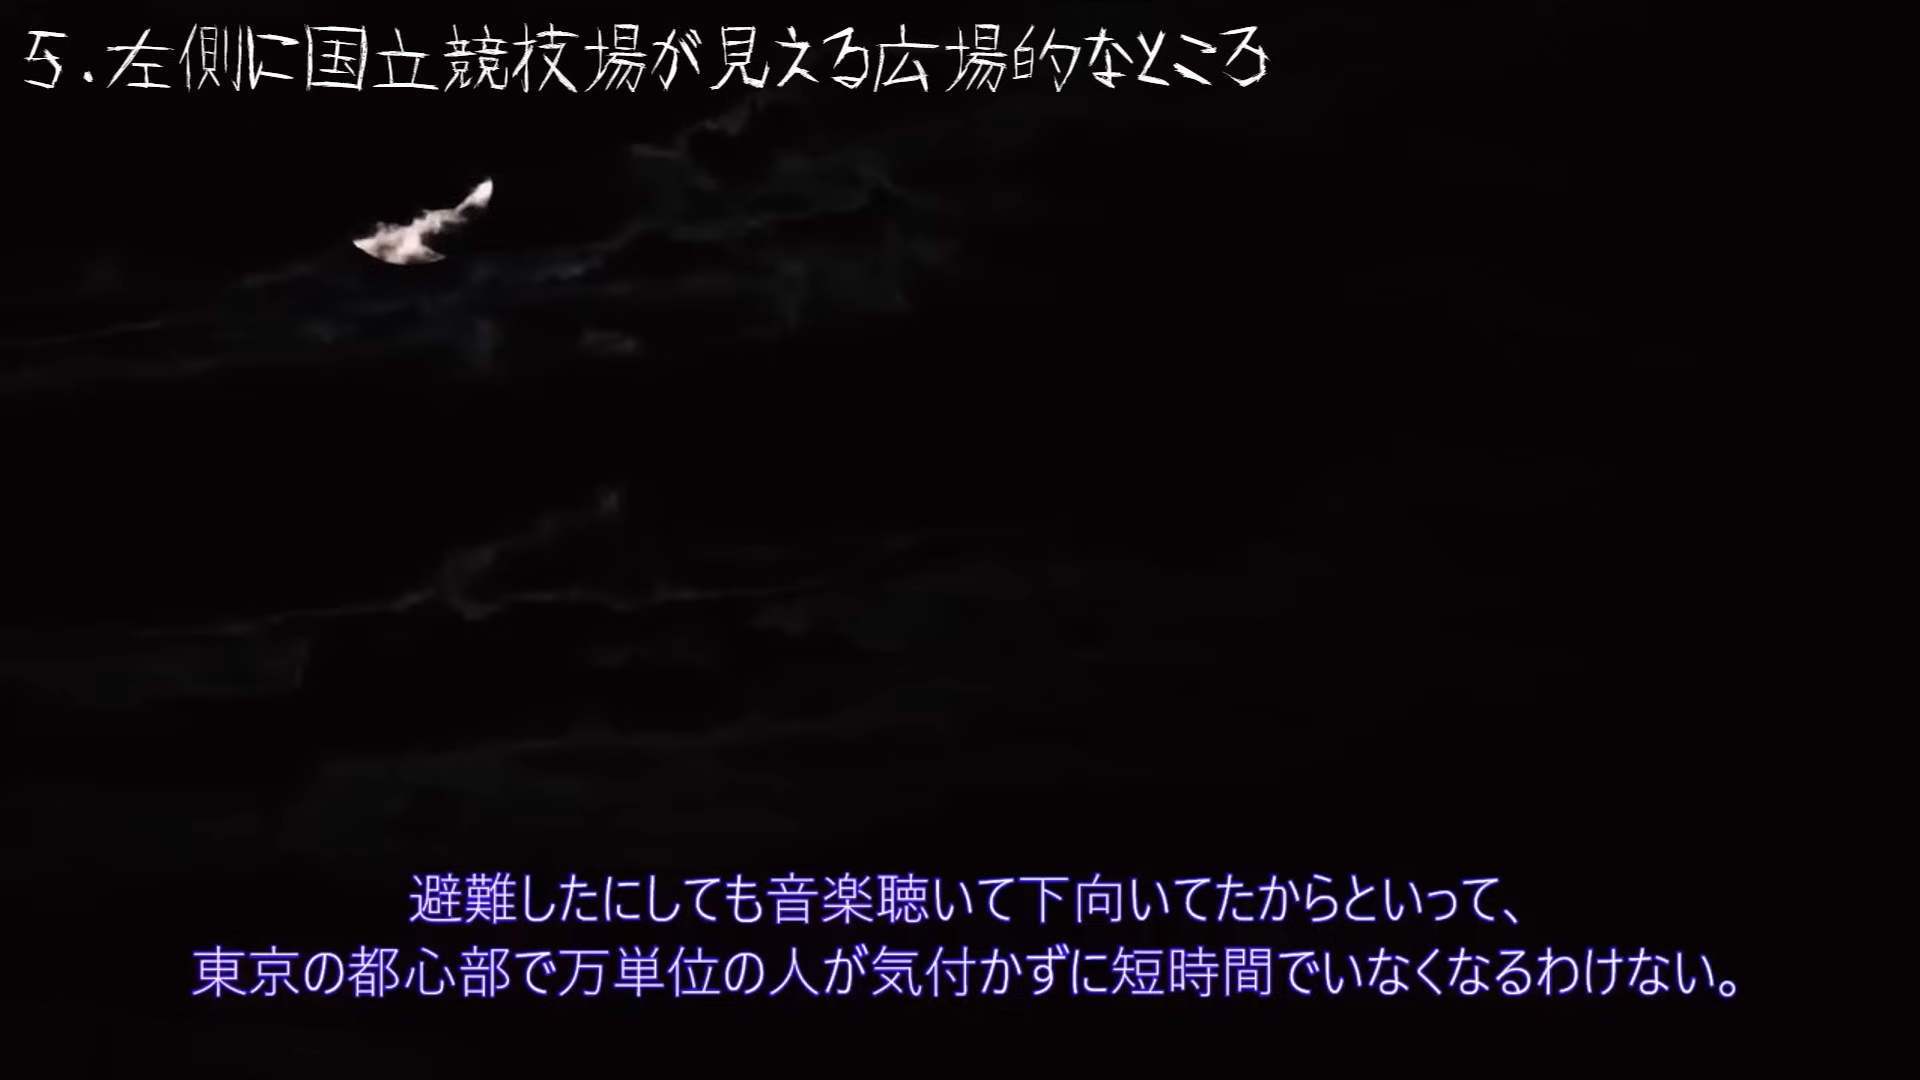 5.左側に国立競技場が見える広場的なところ
避難したにしても音楽聴いて下向いてたからといって、
東京の都心部で万単位の人が気付かずに短時間でいなくなるわけない。